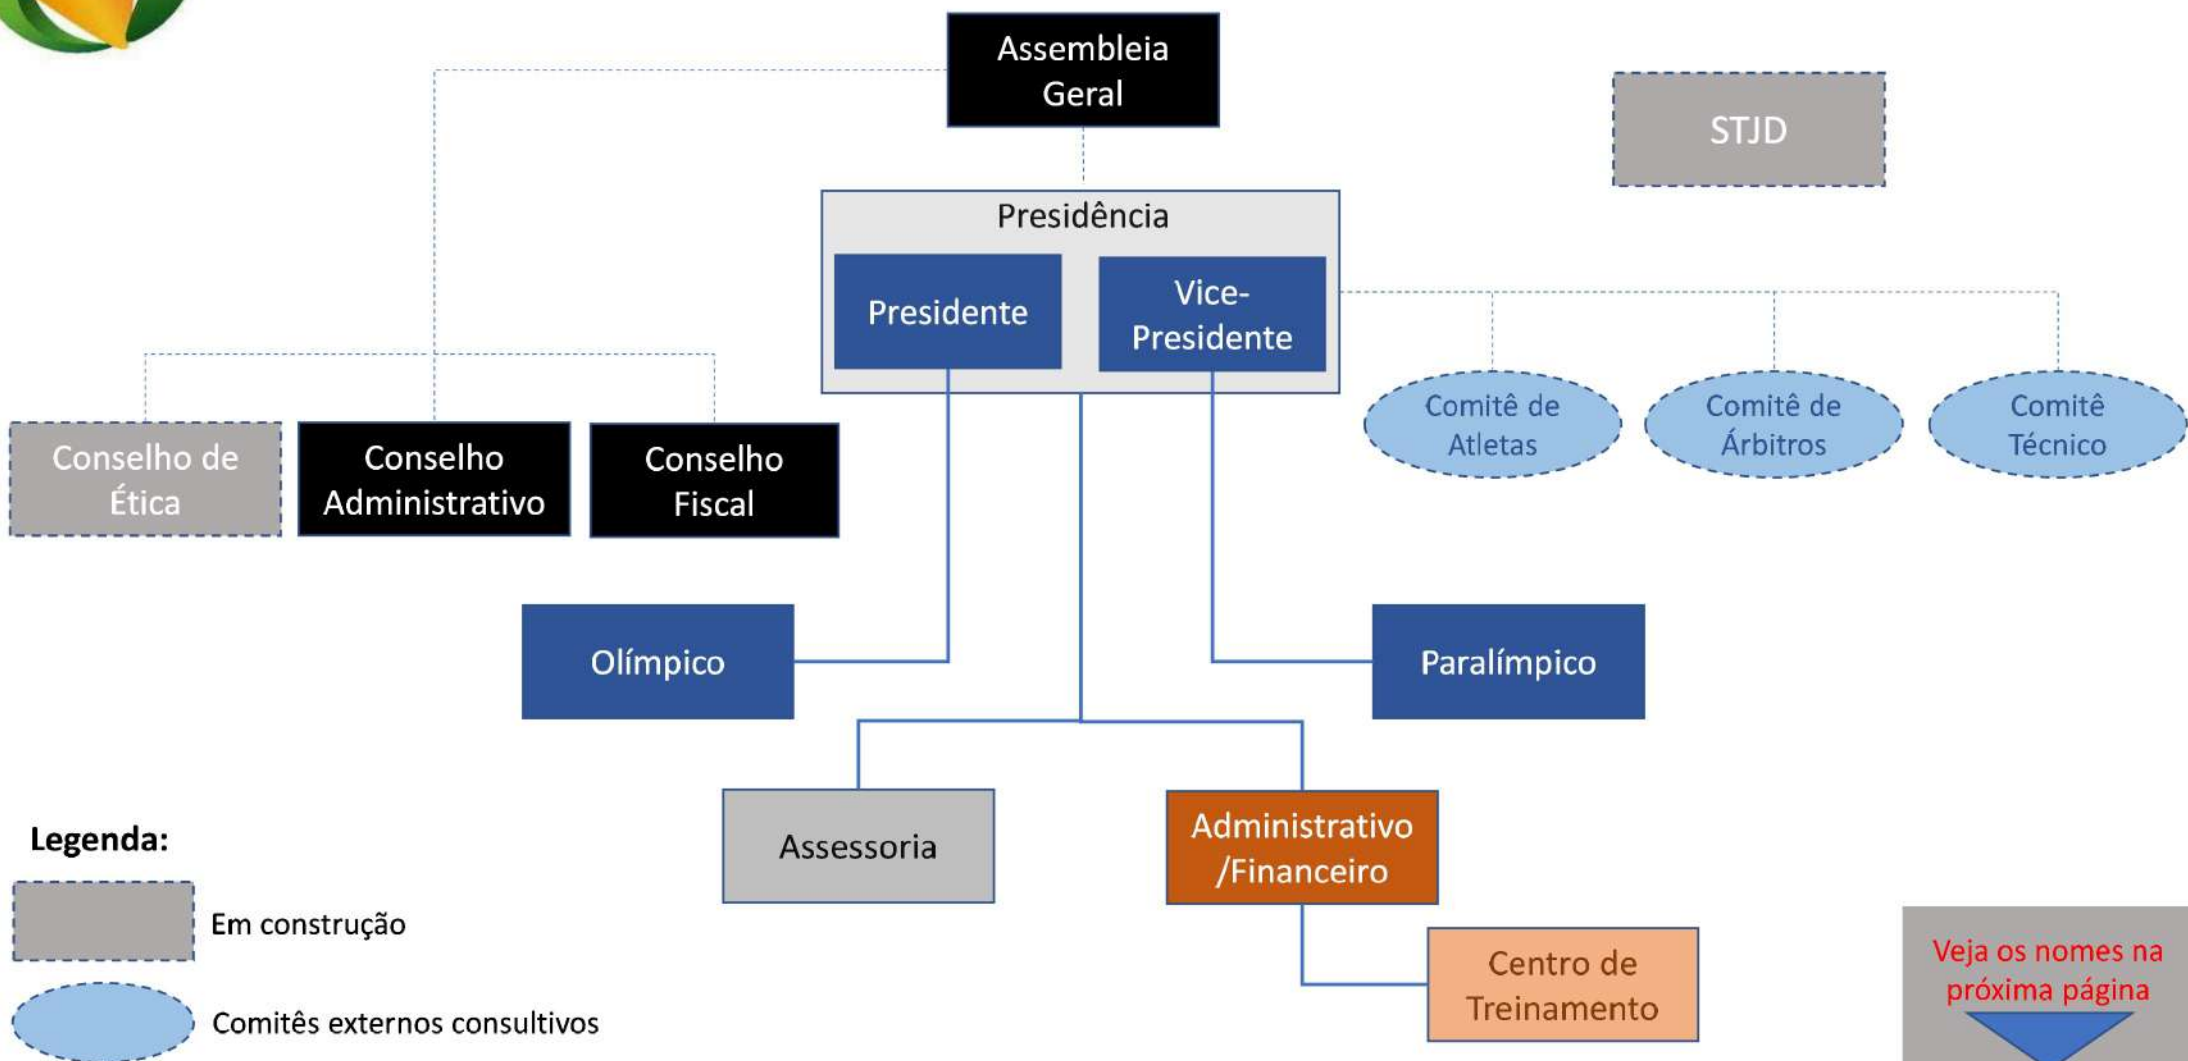 Assembleia
Geral
STJD
Presidência
Presidente
Vice-
Presidente
Comitê de
Atletas
Comitê de
Árbitros
Comitê
Técnico
Conselho de
Ética
Conselho
Administrativo
Conselho
Fiscal
Olímpico
Paralímpico
Assessoria
Administrativo
/Financeiro
Centro de
Treinamento
Legenda:
Em construção
Comitês externos consultivos
Veja os nomes na
próxima página